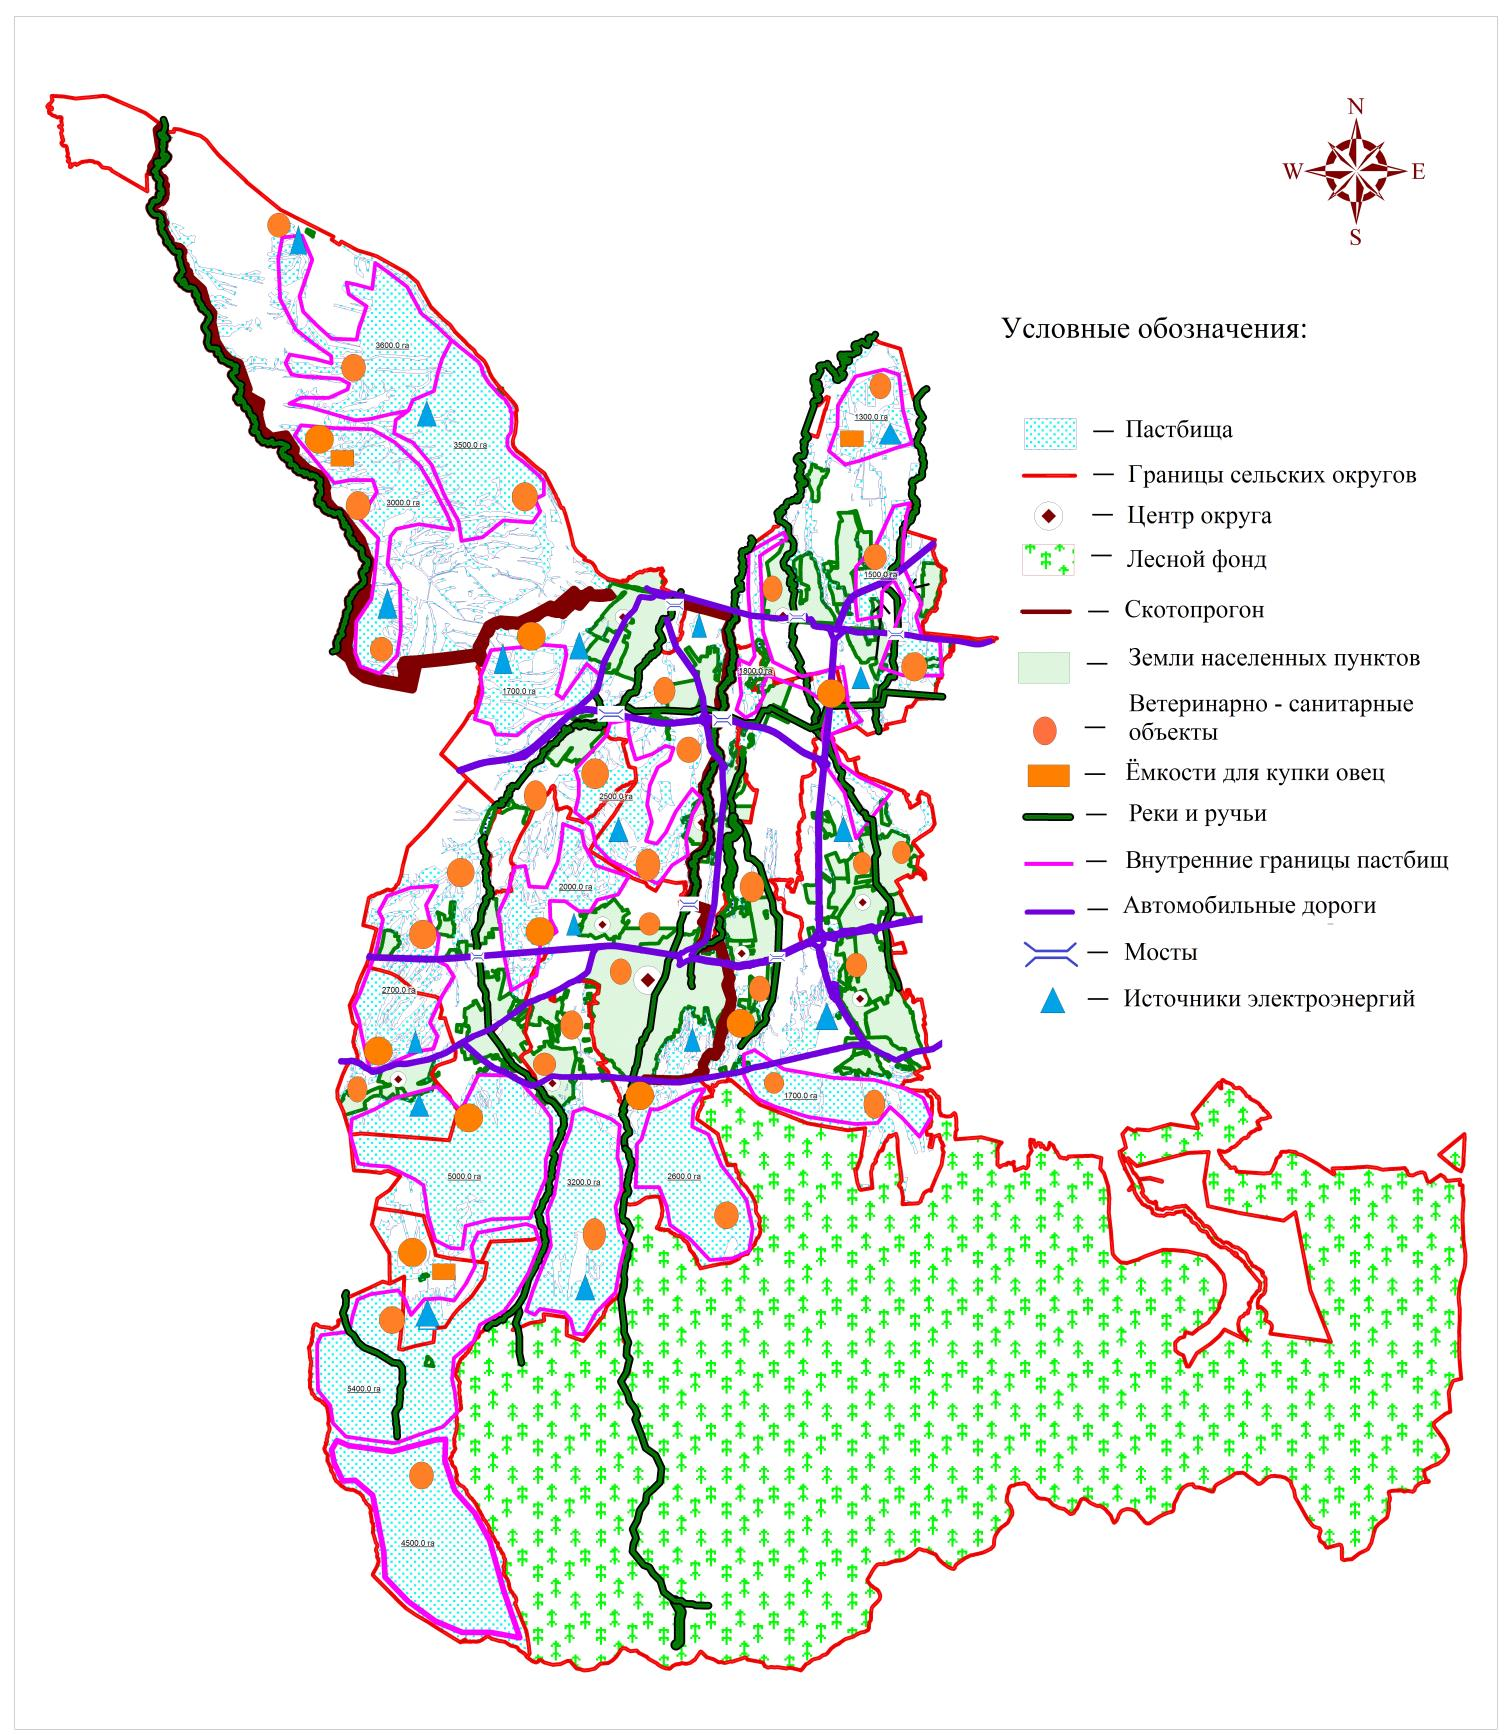 N
W
E
S
Условные обозначения:
Пастбища
Границы сельских округов
Центр округа
Лесной фонд
Скотопрогон
Земли населенных пунктов
Ветеринарно - санитарные
объекты
Ёмкости для купки овец
Реки и ручьи
Внутренние границы пастбищ
Автомобильные дороги
Мосты
Источники электроэнергий
3600.0 га
1300.0 га
3500.0 га
3000.0 га
1500.0 га
1800.0 га
1700.0 га
2500.0 га
2000.0 га
2700.0 га
1700.0 га
5000.0 га
3200.0 га
2600.0 га
5400.0 га
4500.0 га